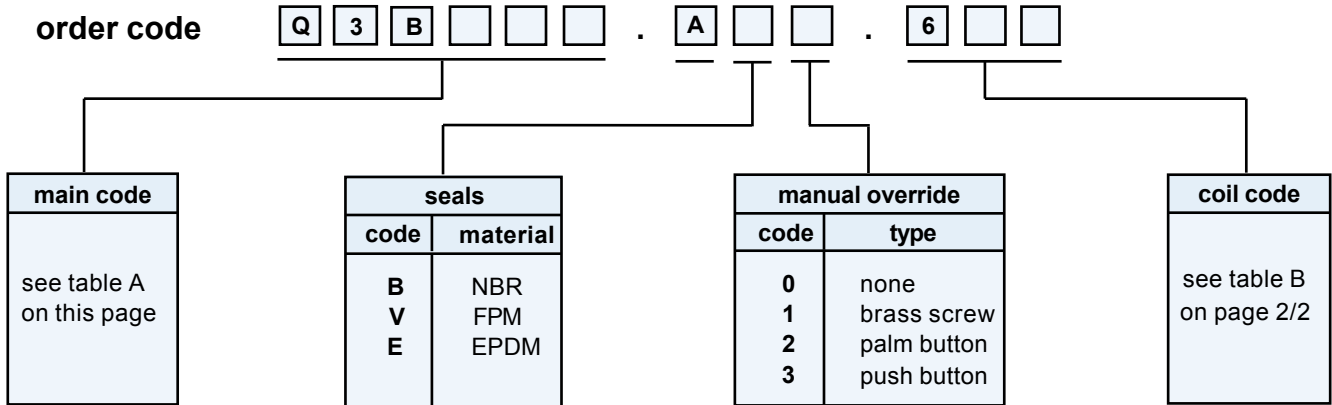 order code Q 3 B . A . 6
main code
see table A
on this page
seals
code material
B NBR
V FPM
E EPDM
manual override
code type
0 none
1 brass screw
2 palm button
3 push button
coil code
see table B
on page 2/2